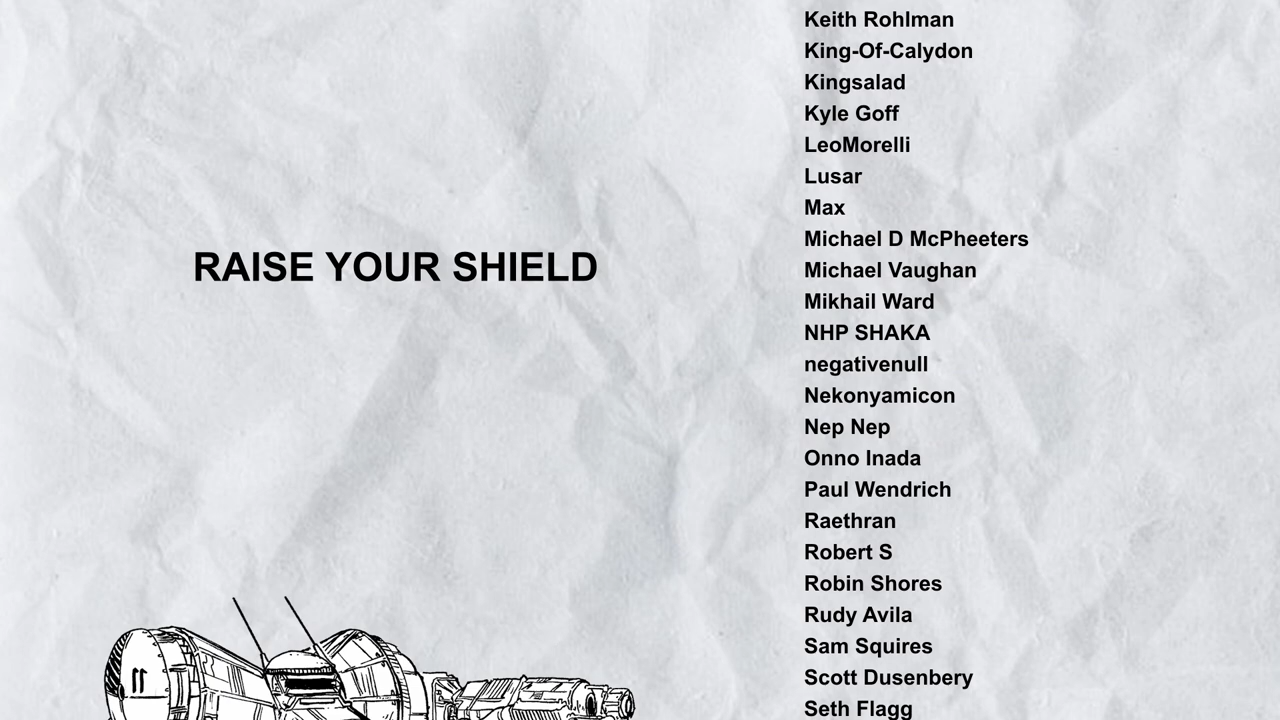 RAISE YOUR SHIELD
Keith Rohlman
King-Of-Calydon
Kingsalad
Kyle Goff
LeoMorelli
Lusar
Max
Michael D McPheeters
Michael Vaughan
Mikhail Ward
NHP SHAKA
negativenull
Nekonyamicon
Nep Nep
Onno Inada
Paul Wendrich
Raethran
Robert S
Robin Shores
Rudy Avila
Sam Squires
Scott Dusenbery
Seth Flagg
11